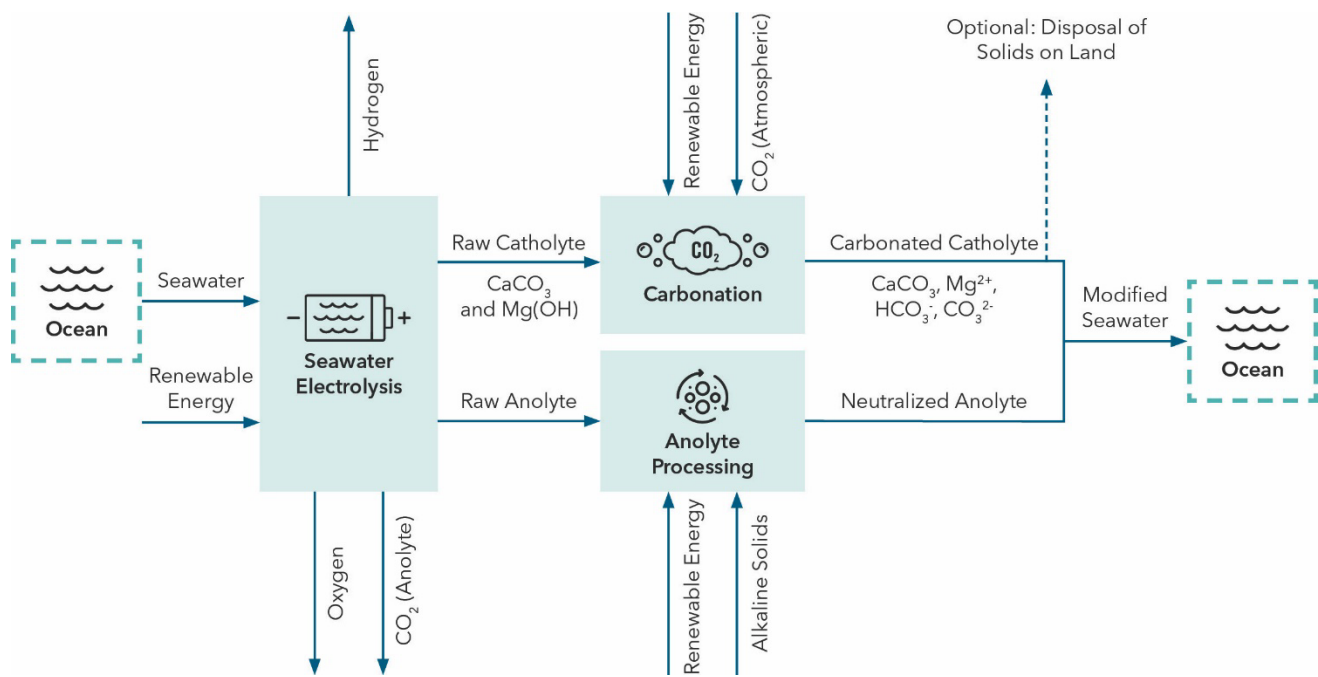 Hydrogen
Renewable Energy
CO₂ (Atmospheric)
Optional: Disposal of
Solids on Land
Ocean
Seawater
Renewable
Energy
- +
Seawater
Electrolysis
Raw Catholyte
CaCO₃
and Mg(OH)
Raw Anolyte
CO₂
Carbonation
Anolyte
Processing
Carbonated Catholyte
CaCO₃, Mg²⁺,
HCO₃⁻, CO₃²⁻
Neutralized Anolyte
Modified
Seawater
Ocean
Oxygen
CO₂ (Anolyte)
Renewable Energy
Alkaline Solids